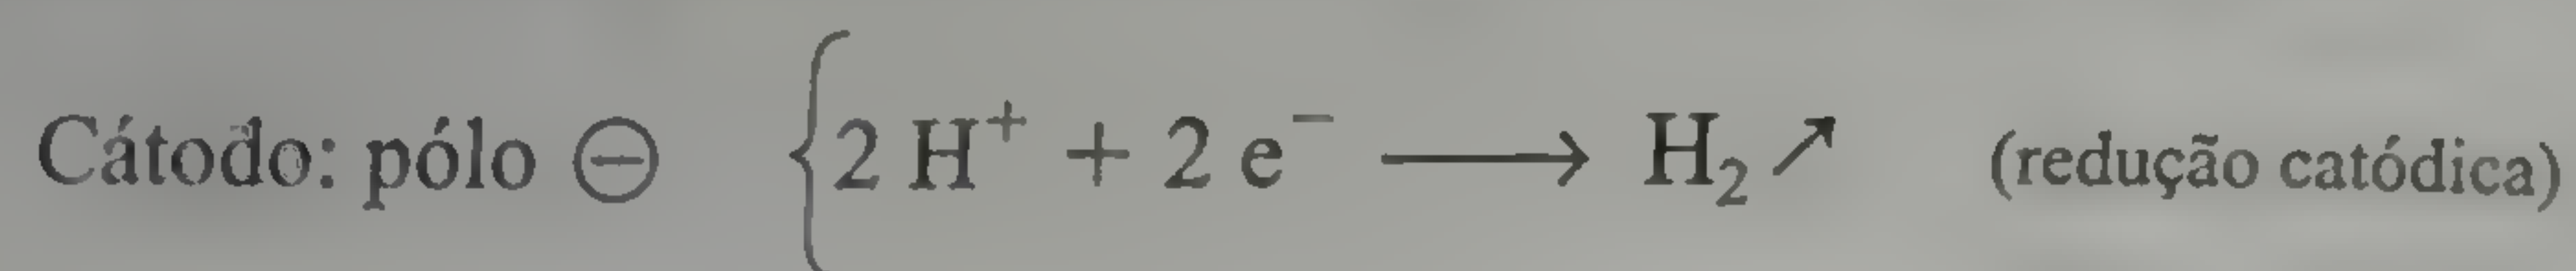 Cátodo: pólo ⊖ { 2 H⁺ + 2 e⁻ ⟶ H₂↗ (redução catódica)